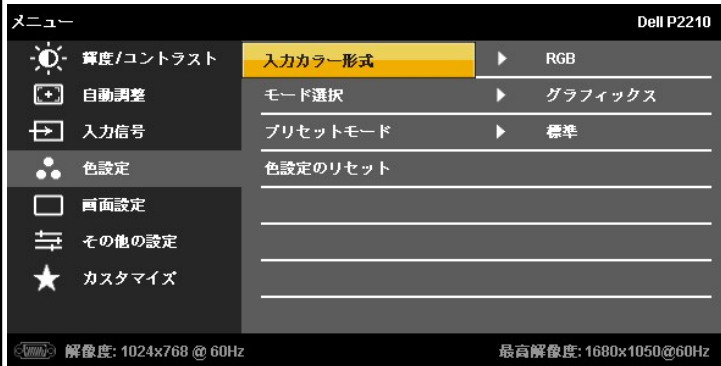 メニュー Dell P2210
輝度/コントラスト 入力カラー形式 RGB
自動調整 モード選択 グラフィックス
入力信号 プリセットモード 標準
色設定 色設定のリセット
画面設定
その他の設定
カスタマイズ
解像度: 1024x768 @ 60Hz 最高解像度: 1680x1050@60Hz